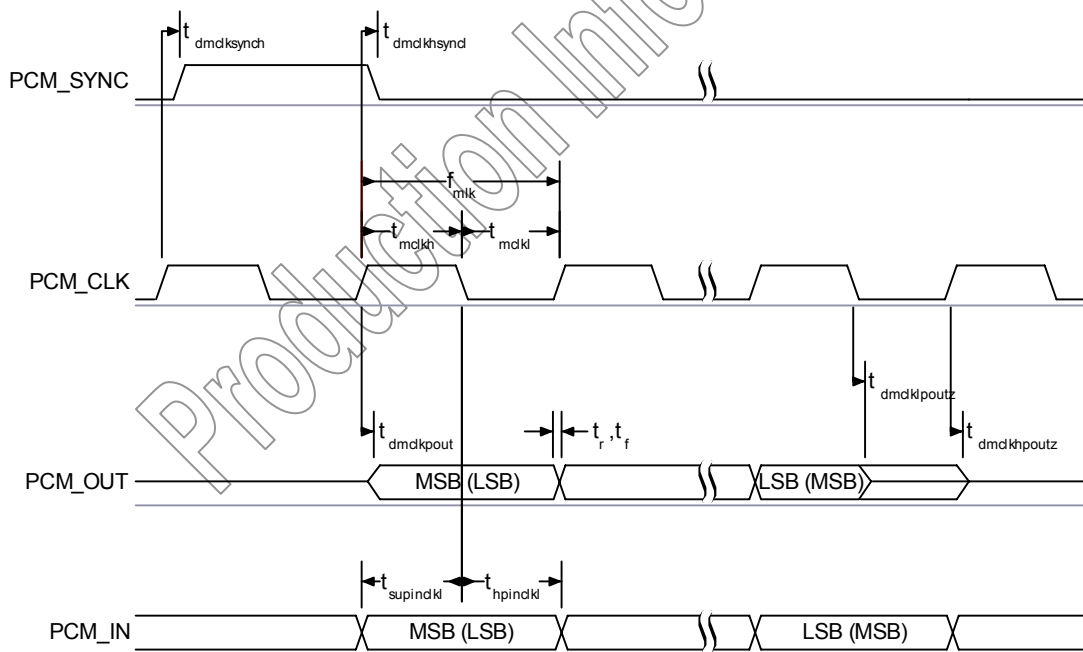 t dmclksynch
t dmclkhsyncl
PCM_SYNC
f mlk
t mclkh
t mclkl
PCM_CLK
t dmclklpoutz
t dmclkpout
t r ,t f
t dmclkhpoutz
PCM_OUT
MSB (LSB)
LSB (MSB)
t supinclkl
t hpinclkl
PCM_IN
MSB (LSB)
LSB (MSB)
Production